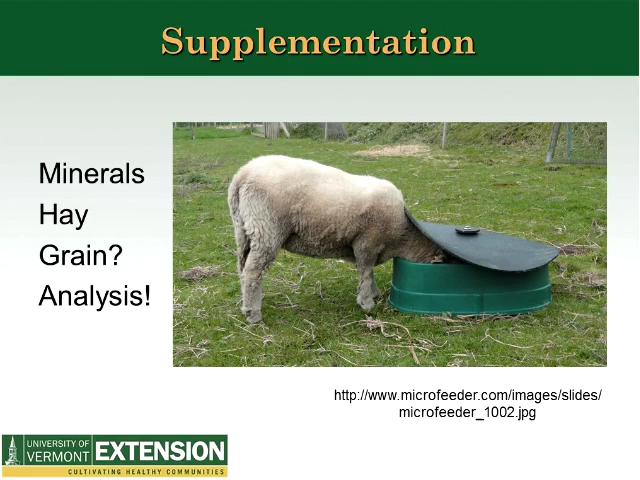 Supplementation
Minerals
Hay
Grain?
Analysis!
http://www.microfeeder.com/images/slides/
microfeeder_1002.jpg
UNIVERSITY OF
VERMONT EXTENSION
CULTIVATING HEALTHY COMMUNITIES